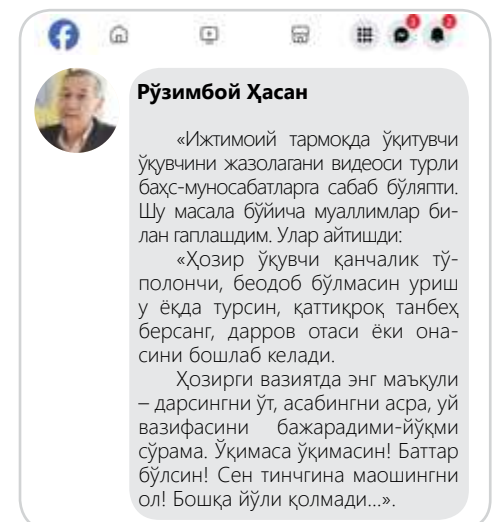 3
2
Рўзимбой Ҳасан
«Ижтимоий тармоқда ўқитувчи
ўқувчини жазолагани видеоси турли
баҳс-муносабатларга сабаб бўляпти.
Шу масала бўйича муаллимлар би-
лан гаплашдим. Улар айтишди:
«Ҳозир ўқувчи қанчалик тў-
полончи, беодоб бўлмасин уриш
у ёқда турсин, қаттиқроқ танбеҳ
берсанг, дарров отаси ёки она-
сини бошлаб келади.
Ҳозирги вазиятда энг маъқули
– дарсингни ўт, асабингни асра, уй
вазифасини бажарадими-йўқми
сўрама. Ўқимаса ўқимасин! Баттар
бўлсин! Сен тинчгина маошингни
ол! Бошқа йўли қолмади...».